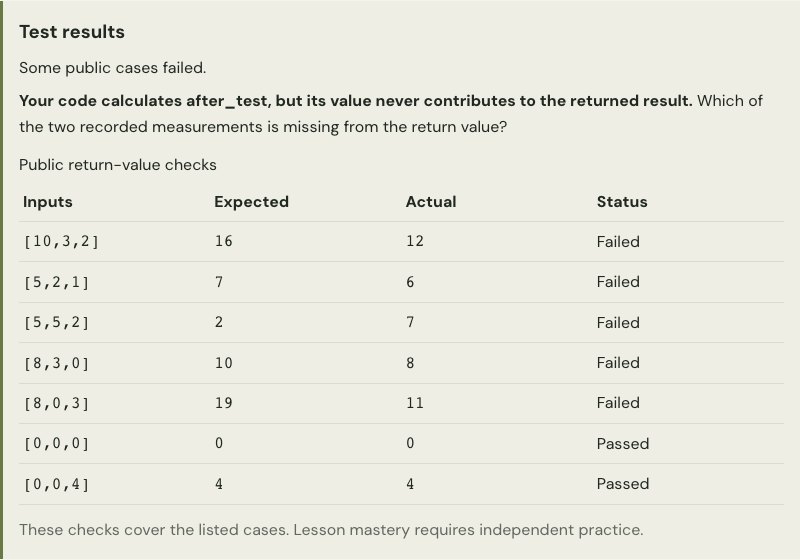 Test results
Some public cases failed.
Your code calculates after_test, but its value never contributes to the returned result. Which of
the two recorded measurements is missing from the return value?
Public return-value checks
Inputs Expected Actual Status
[10,3,2] 16 12 Failed
[5,2,1] 7 6 Failed
[5,5,2] 2 7 Failed
[8,3,0] 10 8 Failed
[8,0,3] 19 11 Failed
[0,0,0] 0 0 Passed
[0,0,4] 4 4 Passed
These checks cover the listed cases. Lesson mastery requires independent practice.